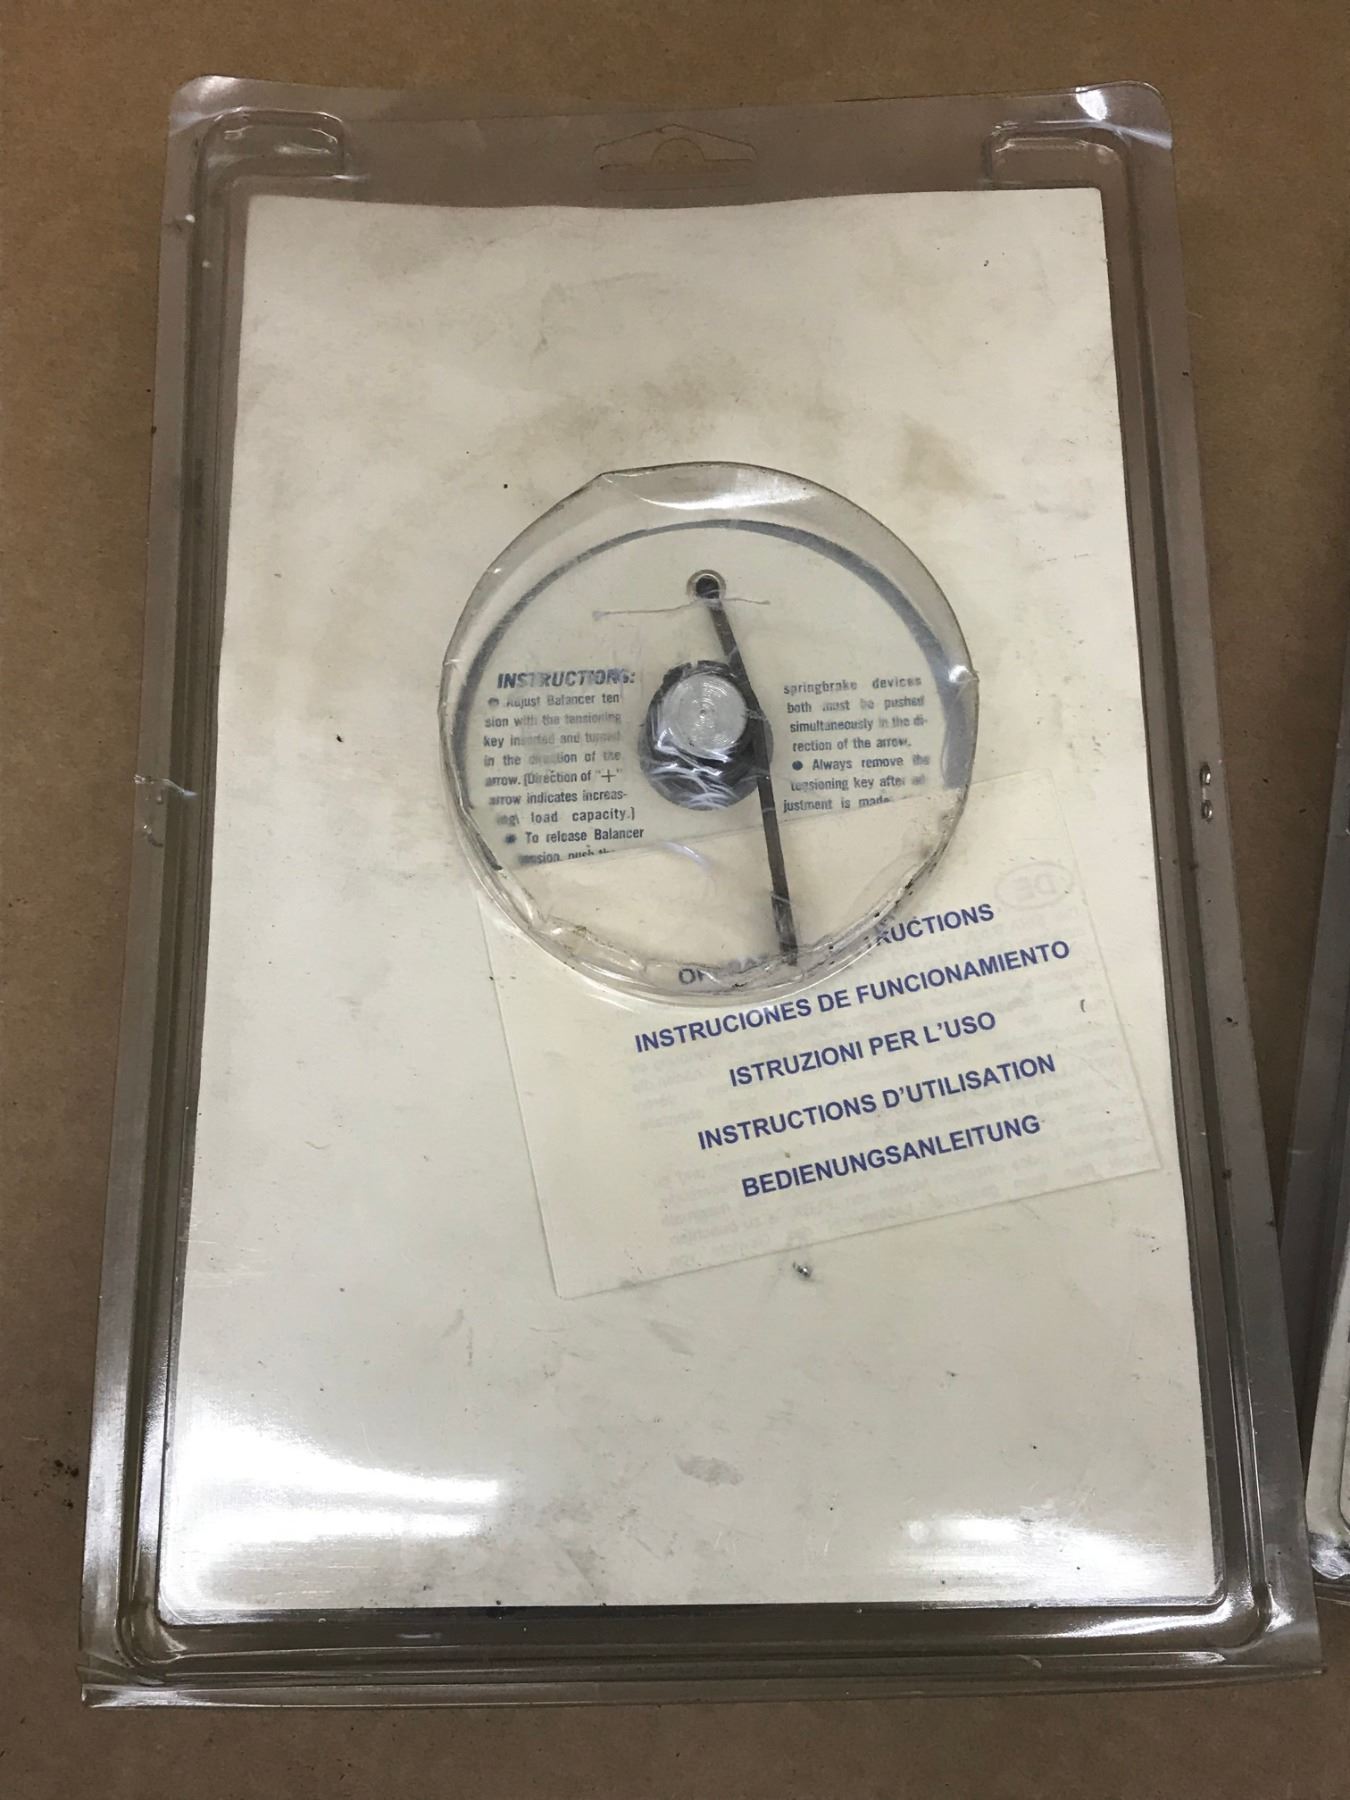 INSTRUCTIONS:
● Adjust Balancer ten
sion with the tensioning
key inserted and turned
in the direction of the
arrow. (Direction of "+"
arrow indicates increas-
ing load capacity.)
● To release Balancer
push
springbrake devices
both must be pushed
simultaneously in the di-
rection of the arrow.
● Always remove the
tensioning key after ad
justment is made
DE
RUCTIONS
INSTRUCIONES DE FUNCIONAMIENTO
ISTRUZIONI PER L'USO
INSTRUCTIONS D'UTILISATION
BEDIENUNGSANLEITUNG